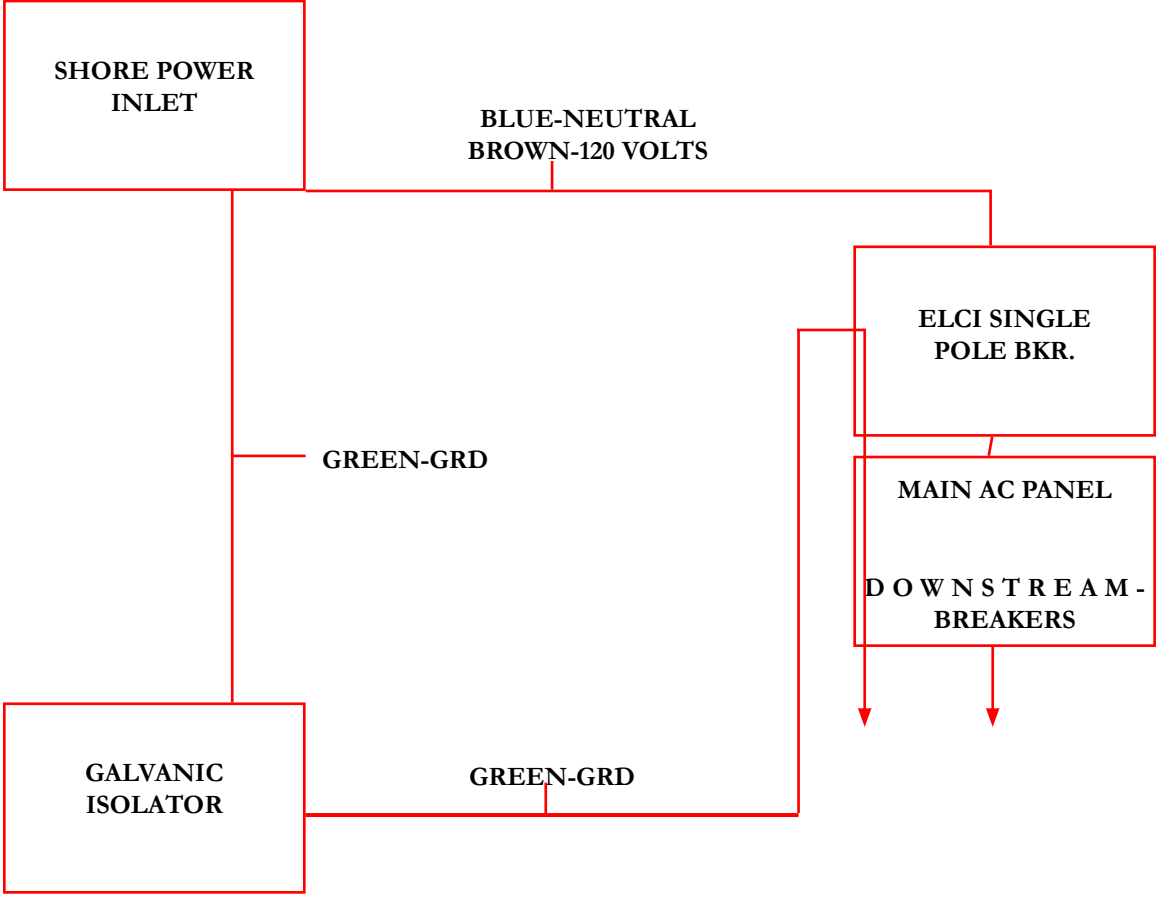 SHORE POWER
INLET
BLUE-NEUTRAL
BROWN-120 VOLTS
ELCI SINGLE
POLE BKR.
GREEN-GRD
MAIN AC PANEL
D O W N S T R E A M -
BREAKERS
GALVANIC
ISOLATOR
GREEN-GRD